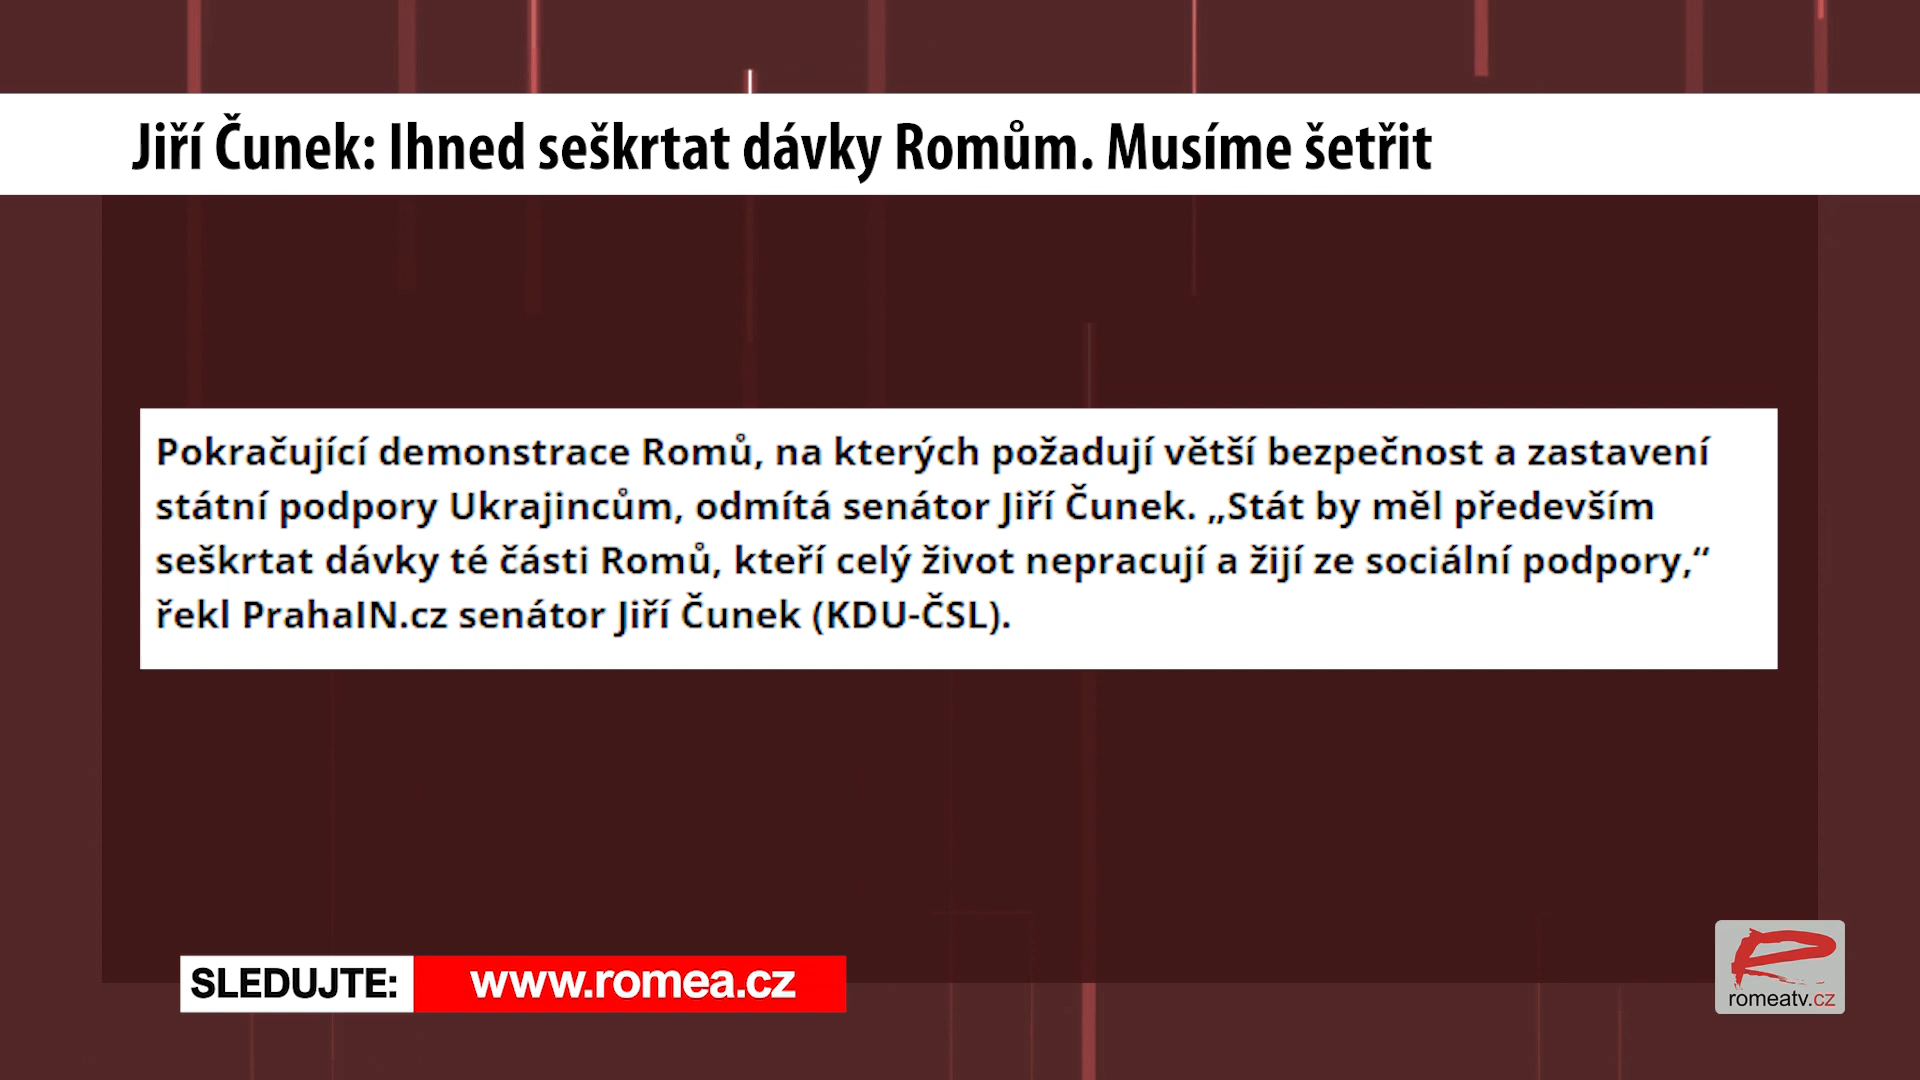 Jiří Čunek: Ihned seškrtat dávky Romům. Musíme šetřit
Pokračující demonstrace Romů, na kterých požadují větší bezpečnost a zastavení
státní podpory Ukrajincům, odmítá senátor Jiří Čunek. „Stát by měl především
seškrtat dávky té části Romů, kteří celý život nepracují a žijí ze sociální podpory,“
řekl PrahaIN.cz senátor Jiří Čunek (KDU-ČSL).
SLEDUJTE: www.romea.cz
romeatv.cz